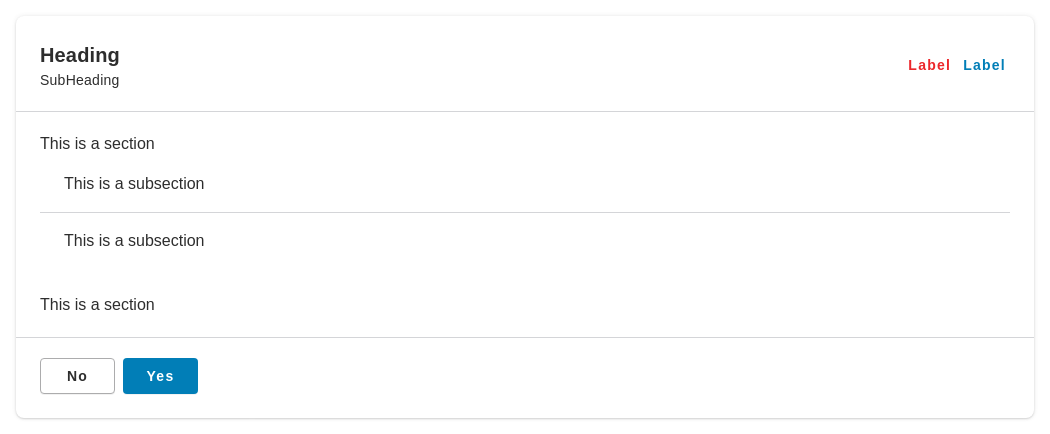 Heading
SubHeading
Label Label
This is a section
This is a subsection
This is a subsection
This is a section
No Yes